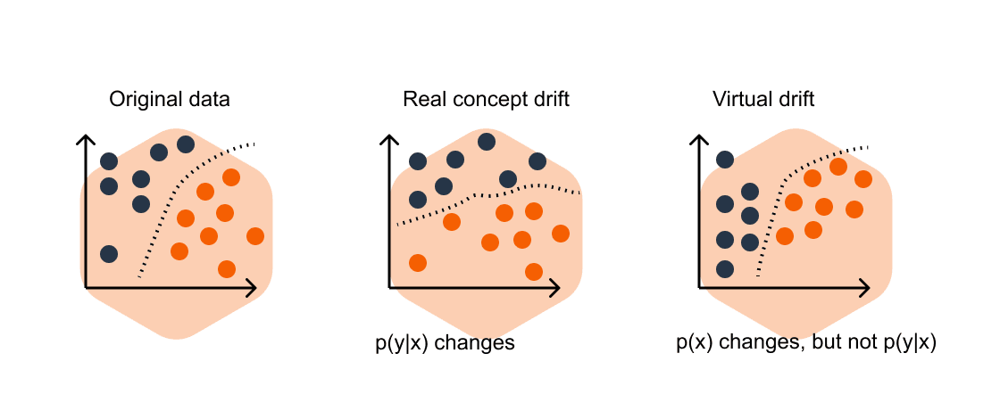 Original data
Real concept drift
Virtual drift
p(y|x) changes
p(x) changes, but not p(y|x)